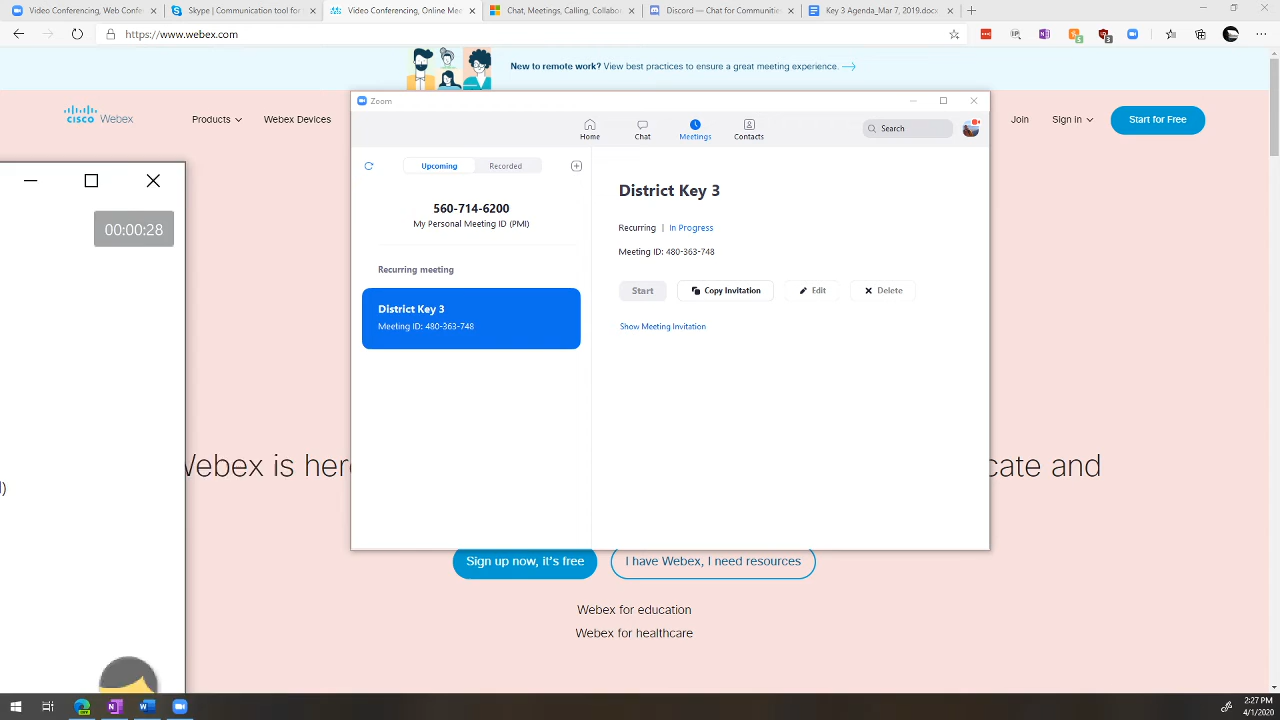 Video Conferencing, Web Confe
Skype | Communication tool for
Video Conferencing, Online Mee
Chat, Meetings, Calling, Collabo
Discord — Chat for Communities
Key 3 Agenda_Mar 7, 2019.docx
https://www.webex.com
New to remote work? View best practices to ensure a great meeting experience.
CISCO Webex
Products
Webex Devices
Join
Sign In
Start for Free
Zoom
Home
Chat
Meetings
Contacts
Search
Upcoming
Recorded
560-714-6200
My Personal Meeting ID (PMI)
Recurring meeting
District Key 3
Meeting ID: 480-363-748
District Key 3
Recurring | In Progress
Meeting ID: 480-363-748
Start
Copy Invitation
Edit
Delete
Show Meeting Invitation
00:00:28
Webex is her
cate and
Sign up now, it's free
I have Webex, I need resources
Webex for education
Webex for healthcare
2:27 PM
4/1/2020